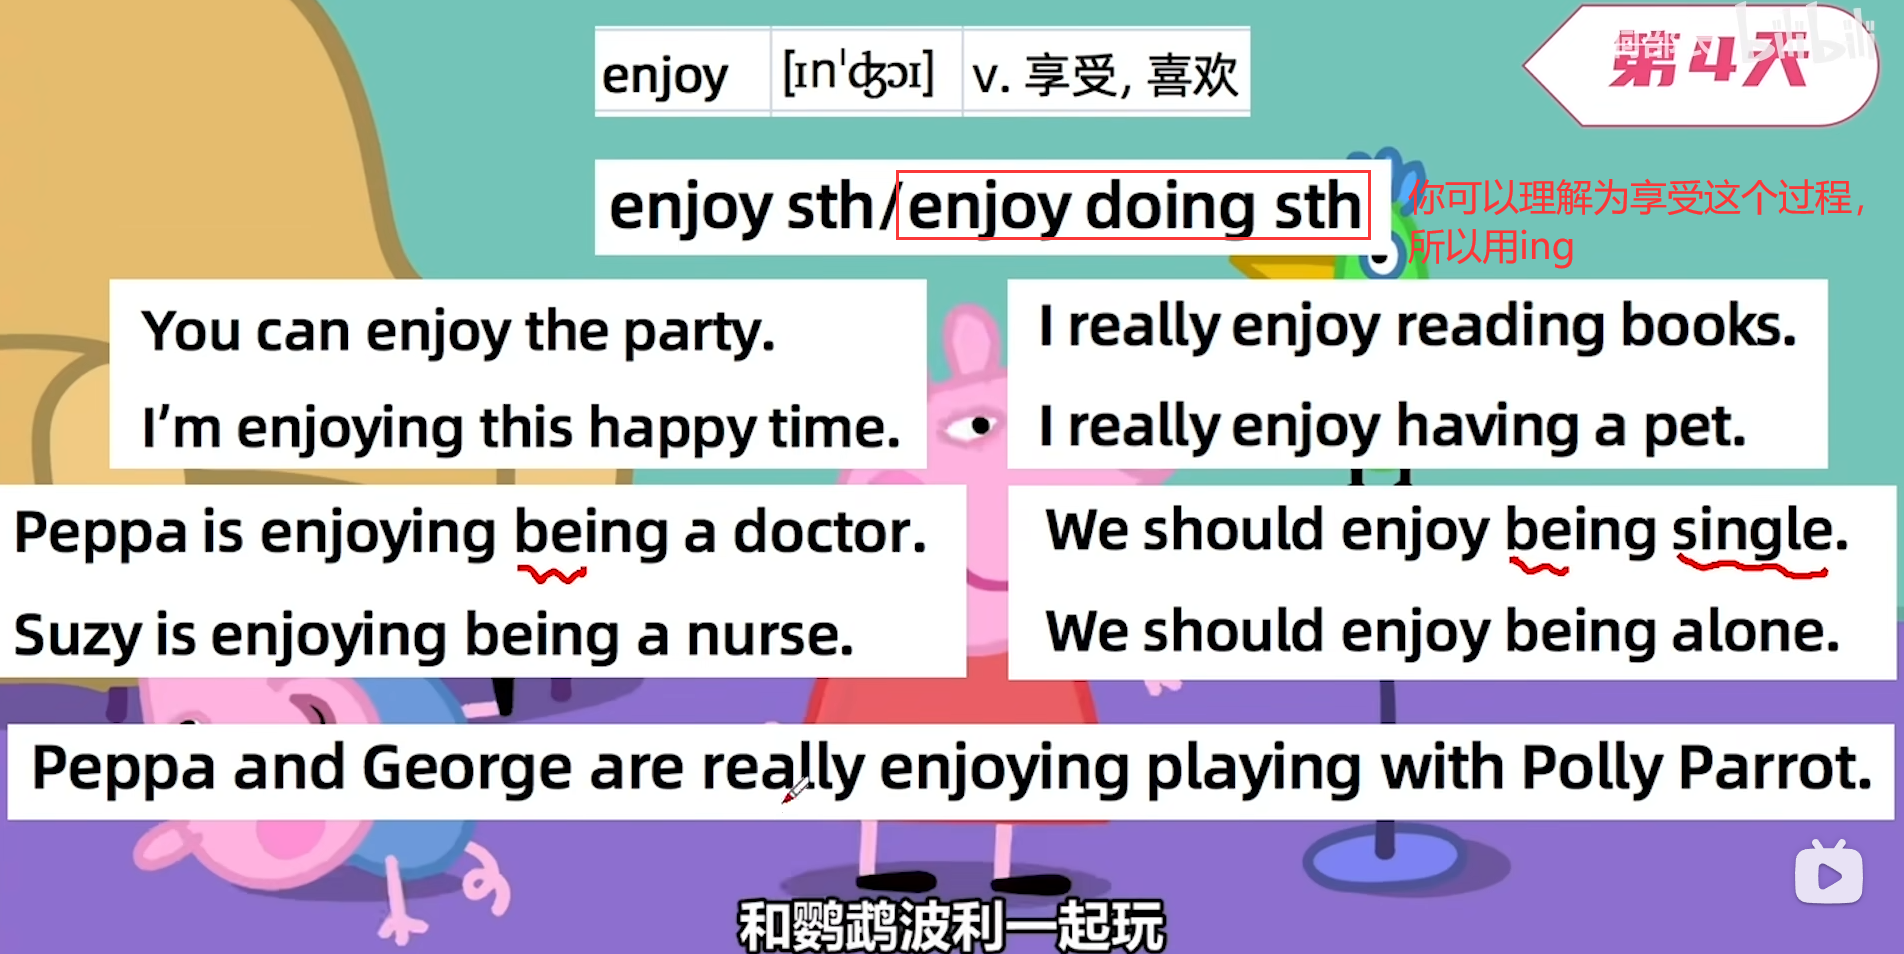 第4天
bilibili
enjoy [ɪnˈʤɔɪ] v. 享受, 喜欢
enjoy sth/enjoy doing sth
你可以理解为享受这个过程，
所以用ing
You can enjoy the party.
I'm enjoying this happy time.
I really enjoy reading books.
I really enjoy having a pet.
Peppa is enjoying being a doctor.
Suzy is enjoying being a nurse.
We should enjoy being single.
We should enjoy being alone.
Peppa and George are really enjoying playing with Polly Parrot.
和鹦鹉波利一起玩